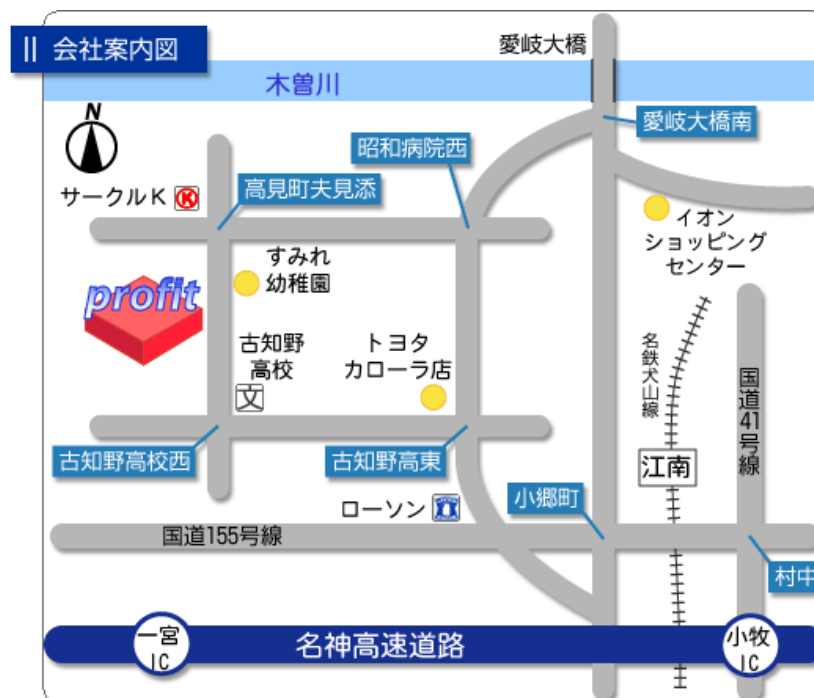 愛岐大橋
会社案内図
木曽川
N
愛岐大橋南
昭和病院西
サークルK
K
高見町夫見添
イオン
ショッピング
センター
すみれ
幼稚園
profit
古知野
高校
文
トヨタ
カローラ店
名鉄犬山線
国道41号線
古知野高校西
古知野高東
江南
ローソン
小郷町
国道155号線
村中
一宮
IC
名神高速道路
小牧
IC